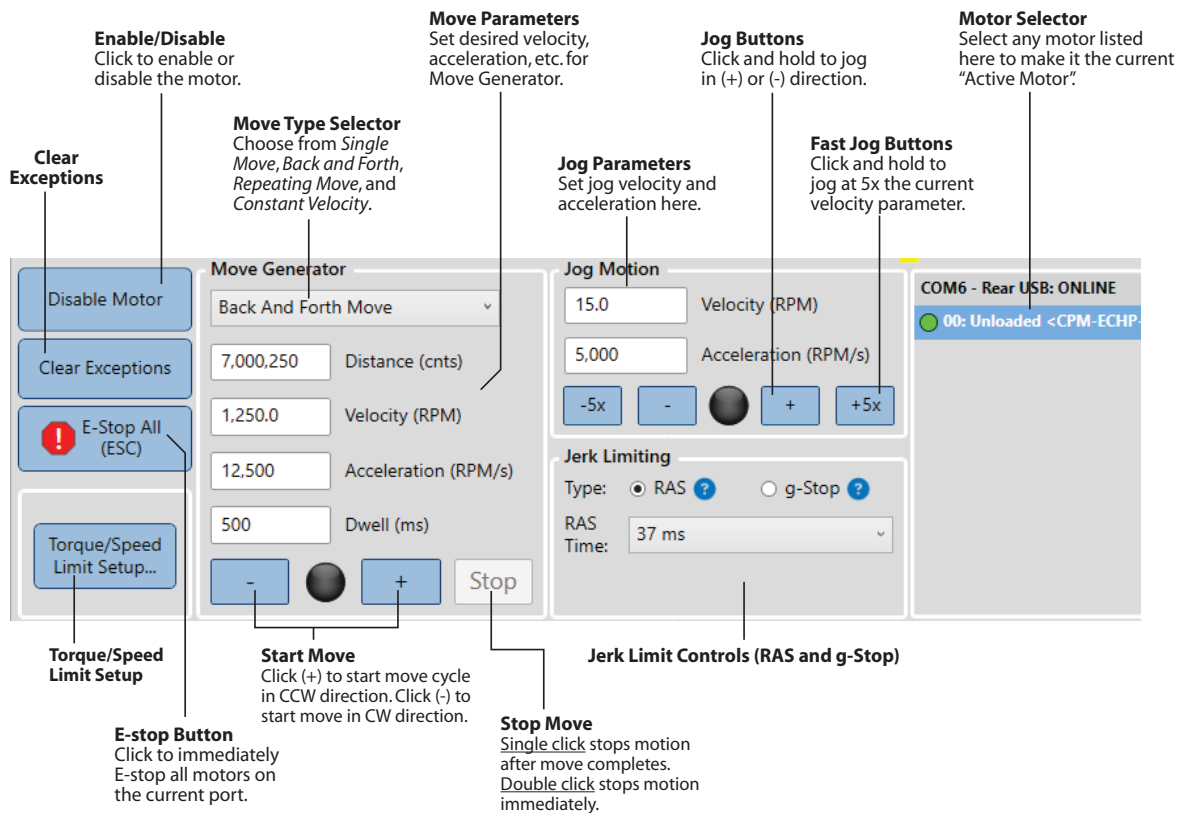 Enable/Disable
Click to enable or
disable the motor.
Move Parameters
Set desired velocity,
acceleration, etc. for
Move Generator.
Jog Buttons
Click and hold to jog
in (+) or (-) direction.
Motor Selector
Select any motor listed
here to make it the current
“Active Motor”.
Clear
Exceptions
Move Type Selector
Choose from Single
Move, Back and Forth,
Repeating Move, and
Constant Velocity.
Jog Parameters
Set jog velocity and
acceleration here.
Fast Jog Buttons
Click and hold to
jog at 5x the current
velocity parameter.
Disable Motor
Clear Exceptions
E-Stop All
(ESC)
Torque/Speed
Limit Setup...
Move Generator
Back And Forth Move
7,000,250 Distance (cnts)
1,250.0 Velocity (RPM)
12,500 Acceleration (RPM/s)
500 Dwell (ms)
- + Stop
Jog Motion
15.0 Velocity (RPM)
5,000 Acceleration (RPM/s)
-5x - + +5x
Jerk Limiting
Type: RAS ? g-Stop ?
RAS
Time:
37 ms
COM6 - Rear USB: ONLINE
00: Unloaded <CPM-ECHP-
Torque/Speed
Limit Setup
Start Move
Click (+) to start move cycle
in CCW direction. Click (-) to
start move in CW direction.
Jerk Limit Controls (RAS and g-Stop)
E-stop Button
Click to immediately
E-stop all motors on
the current port.
Stop Move
Single click stops motion
after move completes.
Double click stops motion
immediately.